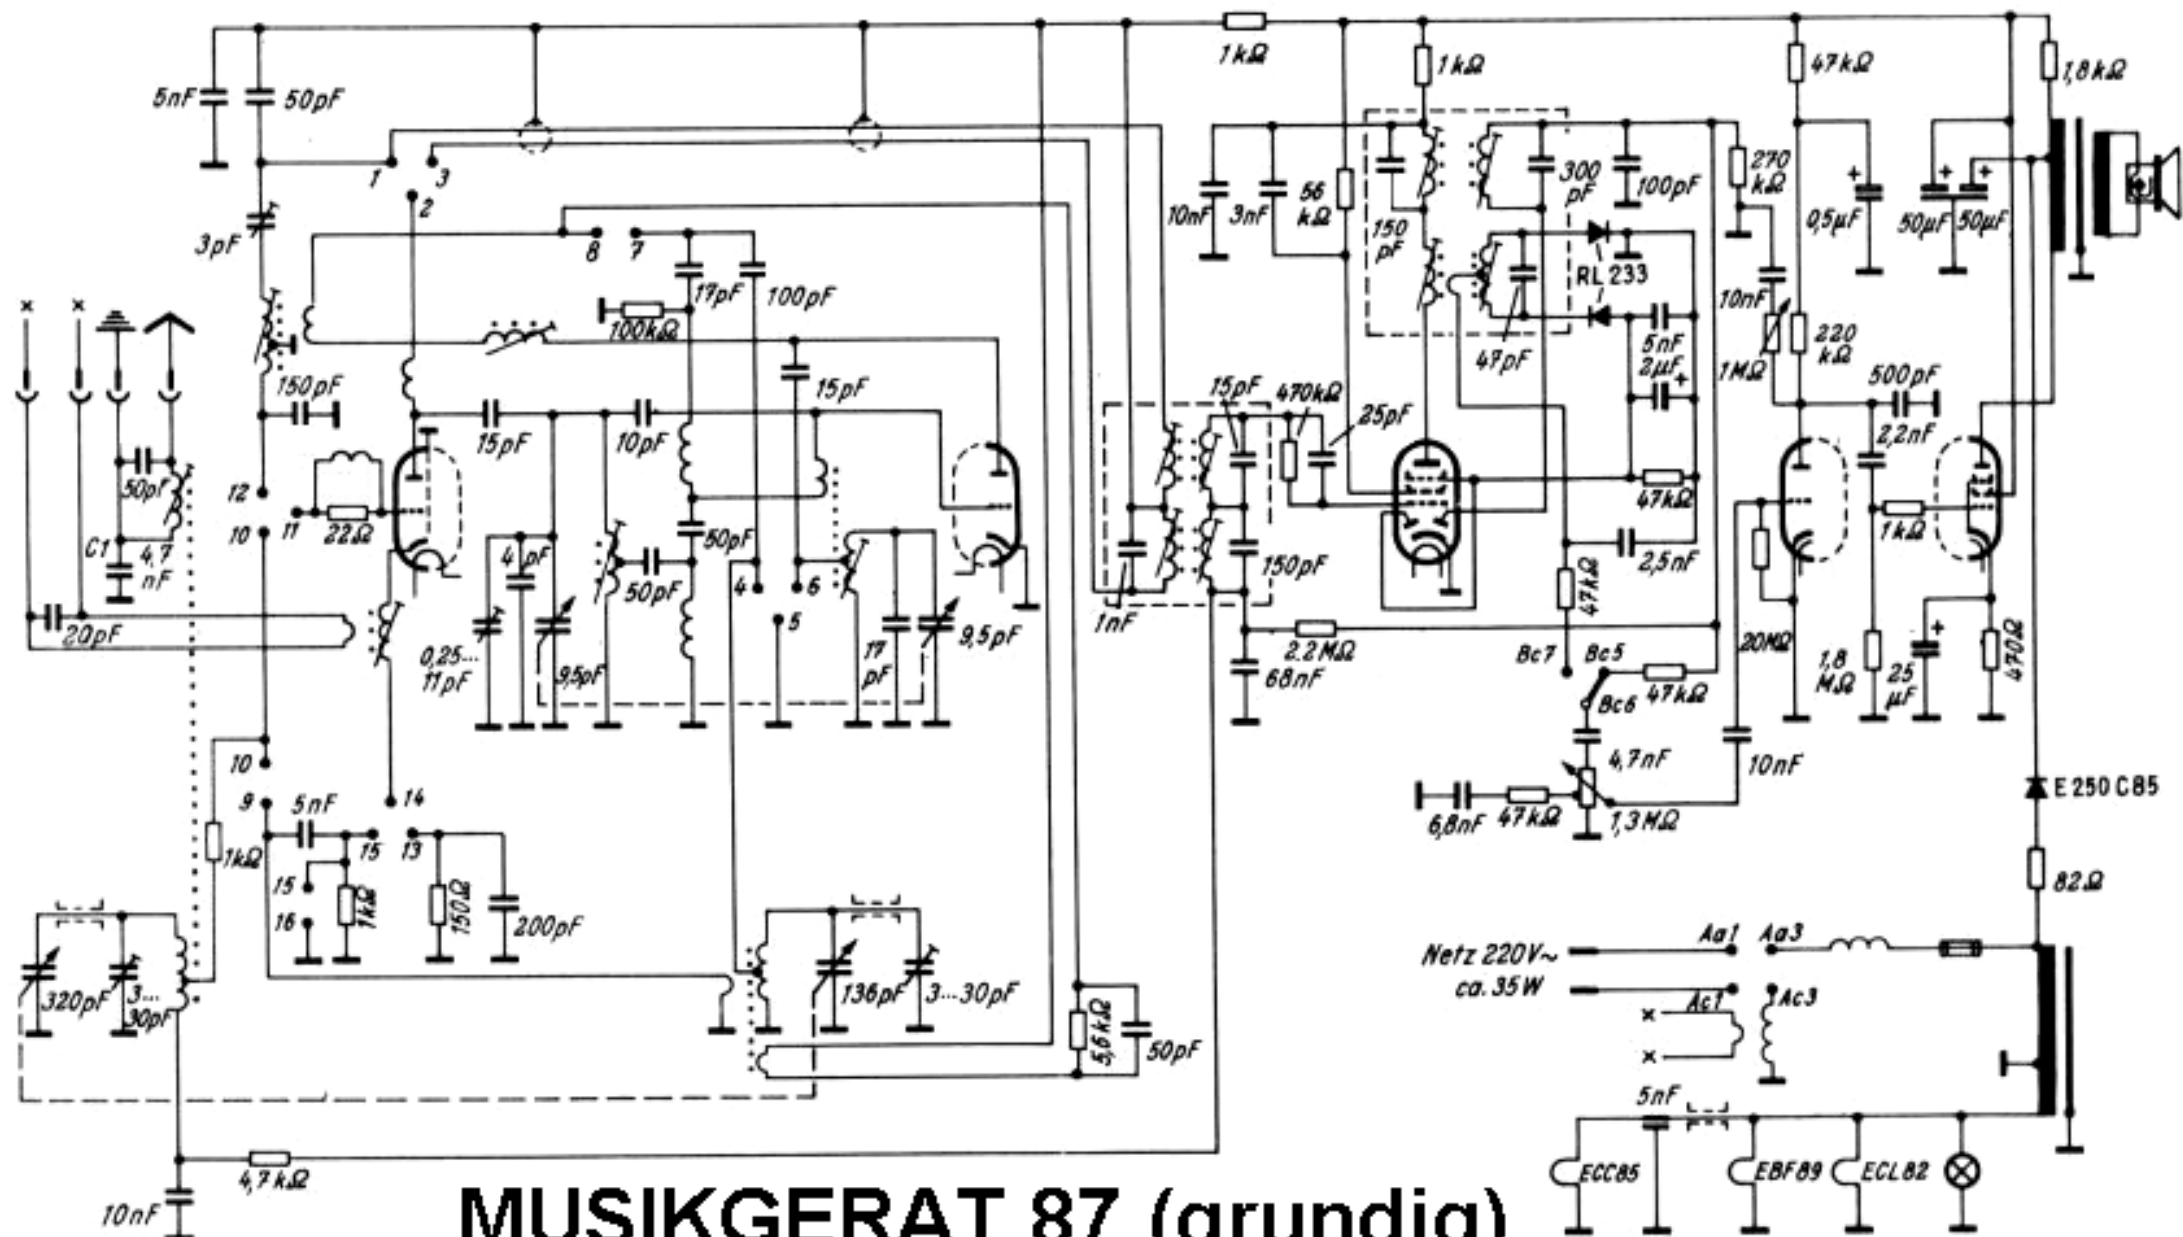 1kΩ
1kΩ
47kΩ
1,8kΩ
5nF
50pF
1
3
2
3pF
8
7
17pF
100pF
100kΩ
10nF
3nF
56
kΩ
150
pF
300
pF
100pF
270
kΩ
0,5µF
50µF
50µF
RL 233
10nF
47pF
5nF
2µF
1MΩ
220
kΩ
500pF
150pF
15pF
15pF
470kΩ
25pF
15pF
10pF
2,2nF
50pF
12
10
11
22Ω
C1
4,7
nF
50pF
50pF
4
6
5
150pF
47kΩ
1kΩ
2,5nF
20pF
4 pF
0,25...
11pF
9,5pF
17
pF
9,5pF
1nF
2.2MΩ
68nF
47kΩ
Bc7
Bc5
Bc6
47kΩ
20MΩ
1,8
MΩ
25
µF
470Ω
10
9
5nF
14
15
13
1kΩ
15
16
1kΩ
150Ω
200pF
4,7nF
10nF
6,8nF
47kΩ
1,3MΩ
E 250 C 85
82Ω
320pF
3...
30pF
136pF
3...30pF
5,6kΩ
50pF
Netz 220V~
ca. 35W
Aa1
Aa3
Ac1
Ac3
x
x
x
x
5nF
ECC85
EBF89
ECL82
4,7kΩ
10nF
MUSIKGERAT 87 (grundig)